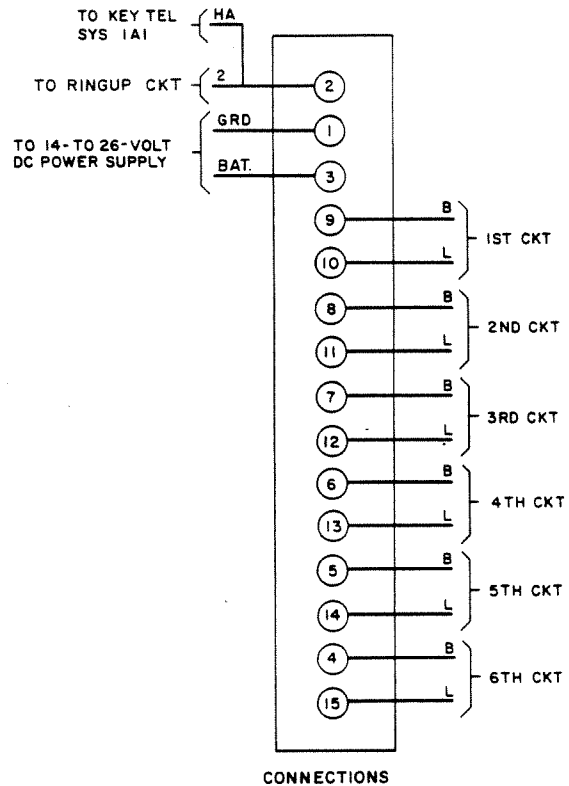 TO KEY TEL
SYS 1A1
HA
TO RINGUP CKT
2
2
GRD
1
TO 14-TO 26-VOLT
DC POWER SUPPLY
BAT.
3
9
B
1ST CKT
10
L
8
B
2ND CKT
11
L
7
B
3RD CKT
12
L
6
B
4TH CKT
13
L
5
B
5TH CKT
14
L
4
B
6TH CKT
15
L
CONNECTIONS